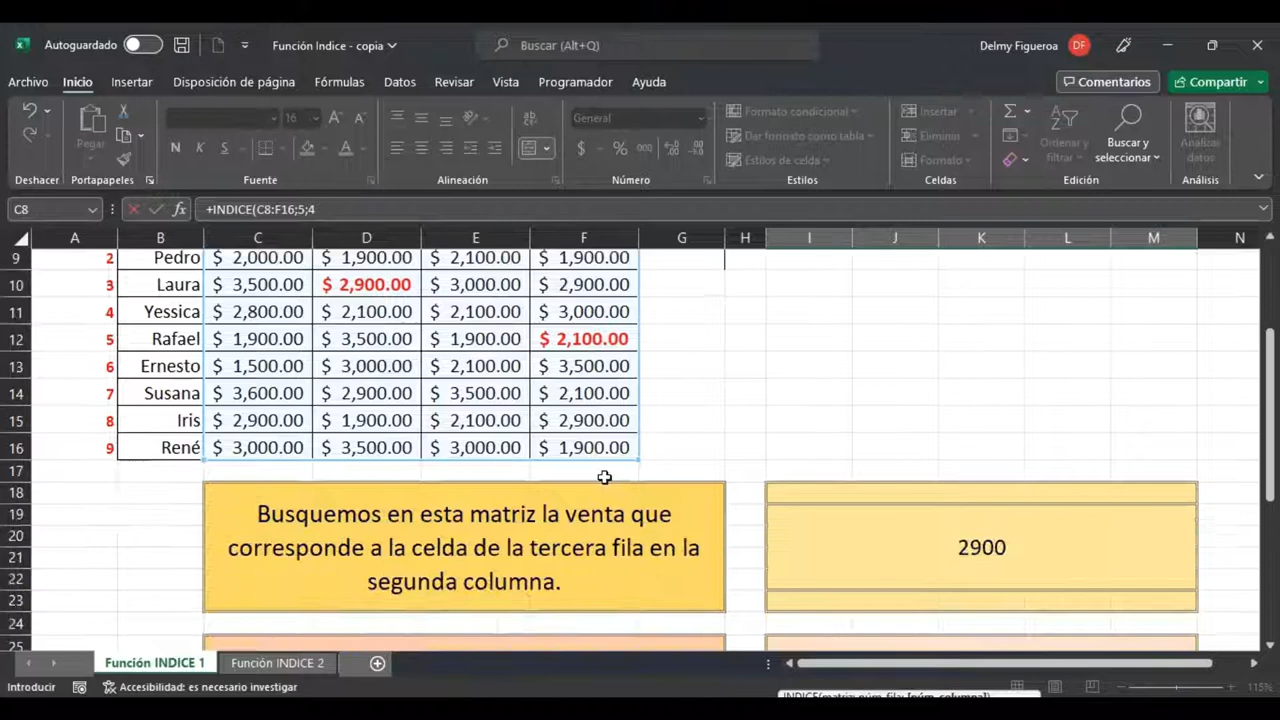 Autoguardado
Función Indice - copia
Buscar (Alt+Q)
Delmy Figueroa
DF
Archivo Inicio Insertar Disposición de página Fórmulas Datos Revisar Vista Programador Ayuda
Comentarios
Compartir
Pegar
16
General
Formato condicional
Dar formato como tabla
Estilos de celda
Insertar
Eliminar
Formato
Ordenar y filtrar
Buscar y seleccionar
Analizar datos
Deshacer Portapapeles Fuente Alineación Número Estilos Celdas Edición Análisis
C8
+INDICE(C8:F16;5;4
A B C D E F G H I J K L M N
9 2 Pedro $ 2,000.00 $ 1,900.00 $ 2,100.00 $ 1,900.00
10 3 Laura $ 3,500.00 $ 2,900.00 $ 3,000.00 $ 2,900.00
11 4 Yessica $ 2,800.00 $ 2,100.00 $ 2,100.00 $ 3,000.00
12 5 Rafael $ 1,900.00 $ 3,500.00 $ 1,900.00 $ 2,100.00
13 6 Ernesto $ 1,500.00 $ 3,000.00 $ 2,100.00 $ 3,500.00
14 7 Susana $ 3,600.00 $ 2,900.00 $ 3,500.00 $ 2,100.00
15 8 Iris $ 2,900.00 $ 1,900.00 $ 2,100.00 $ 2,900.00
16 9 René $ 3,000.00 $ 3,500.00 $ 3,000.00 $ 1,900.00
17
18
19
20
21
22
23
24
25
Busquemos en esta matriz la venta que
corresponde a la celda de la tercera fila en la
segunda columna.
2900
Función INDICE 1
Función INDICE 2
Introducir
Accesibilidad: es necesario investigar
INDICE(matriz; núm_fila; [núm_columna])
115%